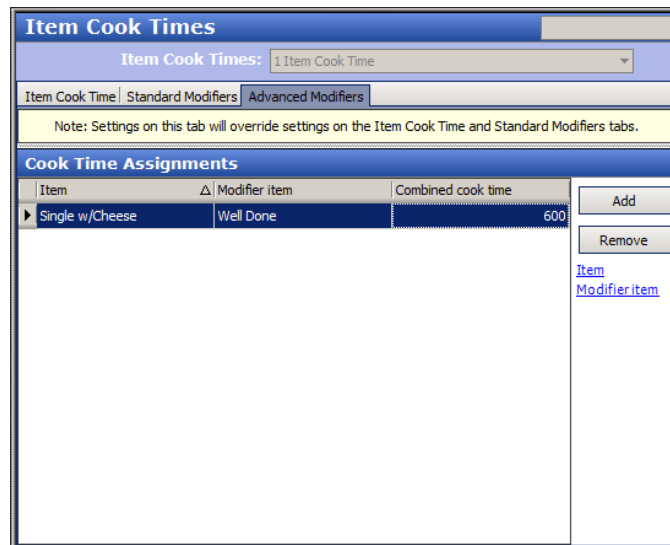 Item Cook Times
Item Cook Times: 1 Item Cook Time
Item Cook Time Standard Modifiers Advanced Modifiers
Note: Settings on this tab will override settings on the Item Cook Time and Standard Modifiers tabs.
Cook Time Assignments
Item Modifier item Combined cook time
Single w/Cheese Well Done 600
Add
Remove
Item
Modifier item